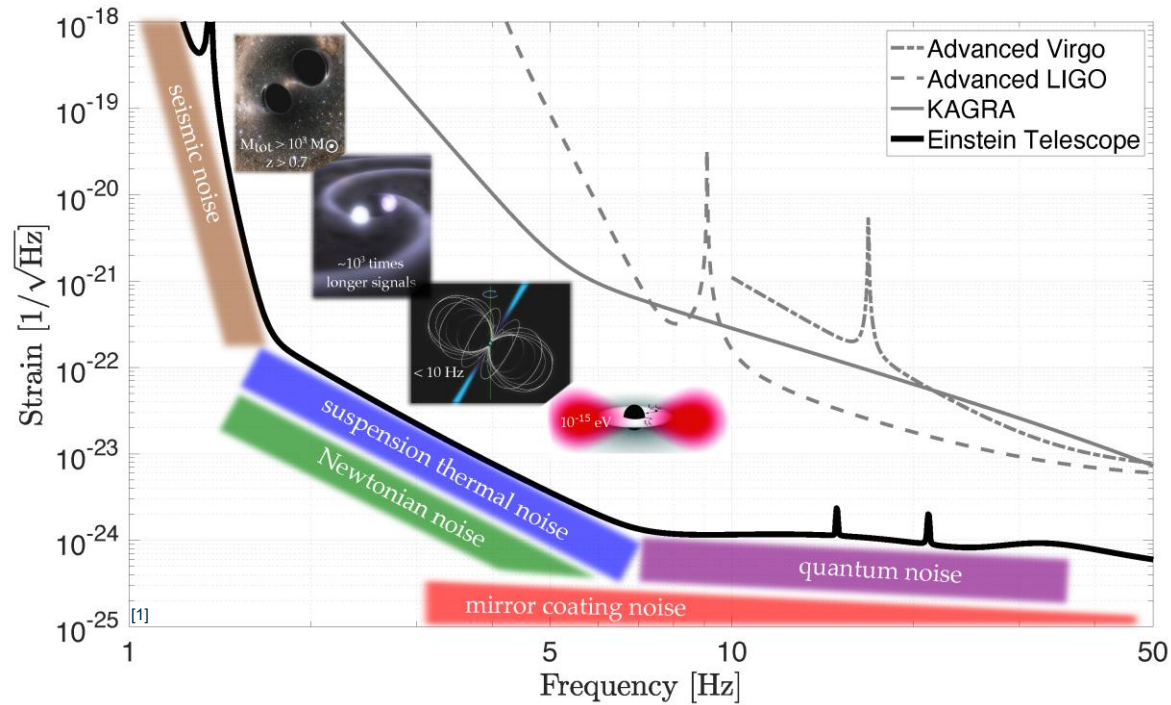 10⁻¹⁸
10⁻¹⁹
10⁻²⁰
10⁻²¹
10⁻²²
10⁻²³
10⁻²⁴
10⁻²⁵
Strain [1/√Hz]
Advanced Virgo
Advanced LIGO
KAGRA
Einstein Telescope
seismic noise
Mtot > 10³ M☉
z > 0.7
~10³ times
longer signals
< 10 Hz
10⁻¹⁵ eV
suspension thermal noise
Newtonian noise
quantum noise
mirror coating noise
[1]
1
5
10
50
Frequency [Hz]